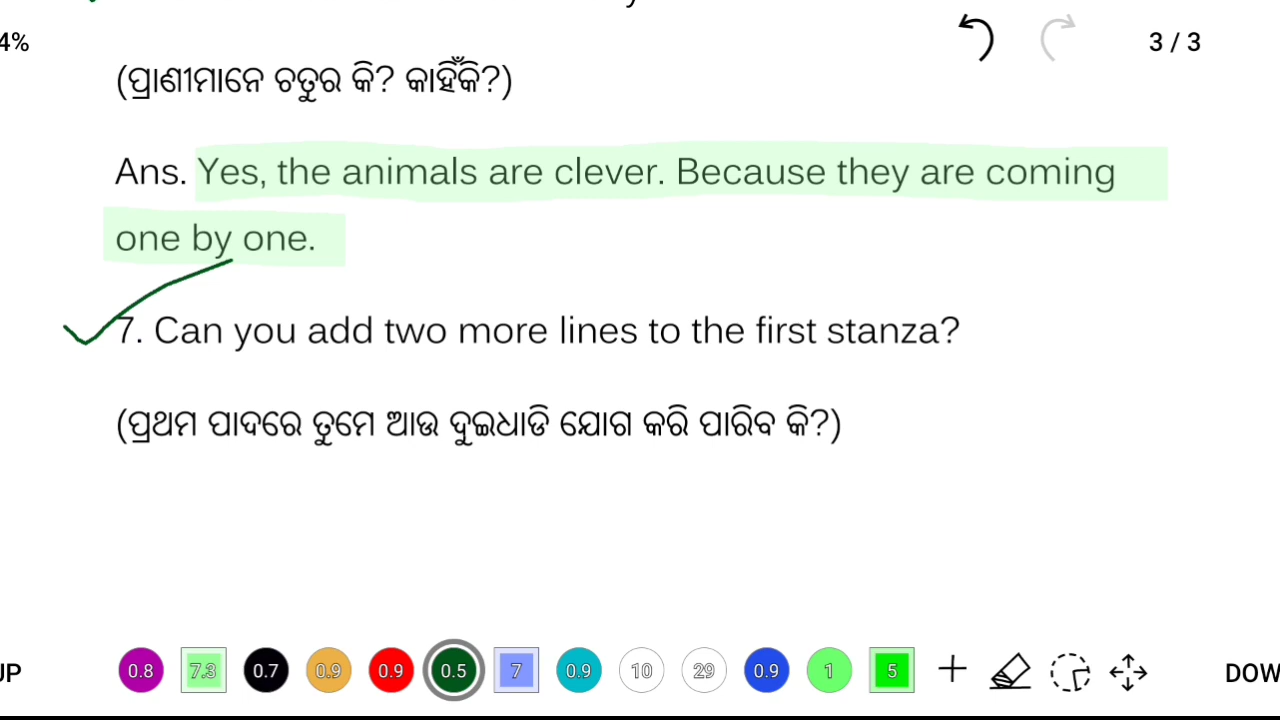 4%
3 / 3
(ପ୍ରାଣୀମାନେ ଚତୁର କି? କାହିଁକି?)
Ans. Yes, the animals are clever. Because they are coming
one by one.
7. Can you add two more lines to the first stanza?
(ପ୍ରଥମ ପାଦରେ ତୁମେ ଆଉ ଦୁଇଧାଡି ଯୋଗ କରି ପାରିବ କି?)
UP 0.8 7.3 0.7 0.9 0.9 0.5 7 0.9 10 29 0.9 1 5 DOW